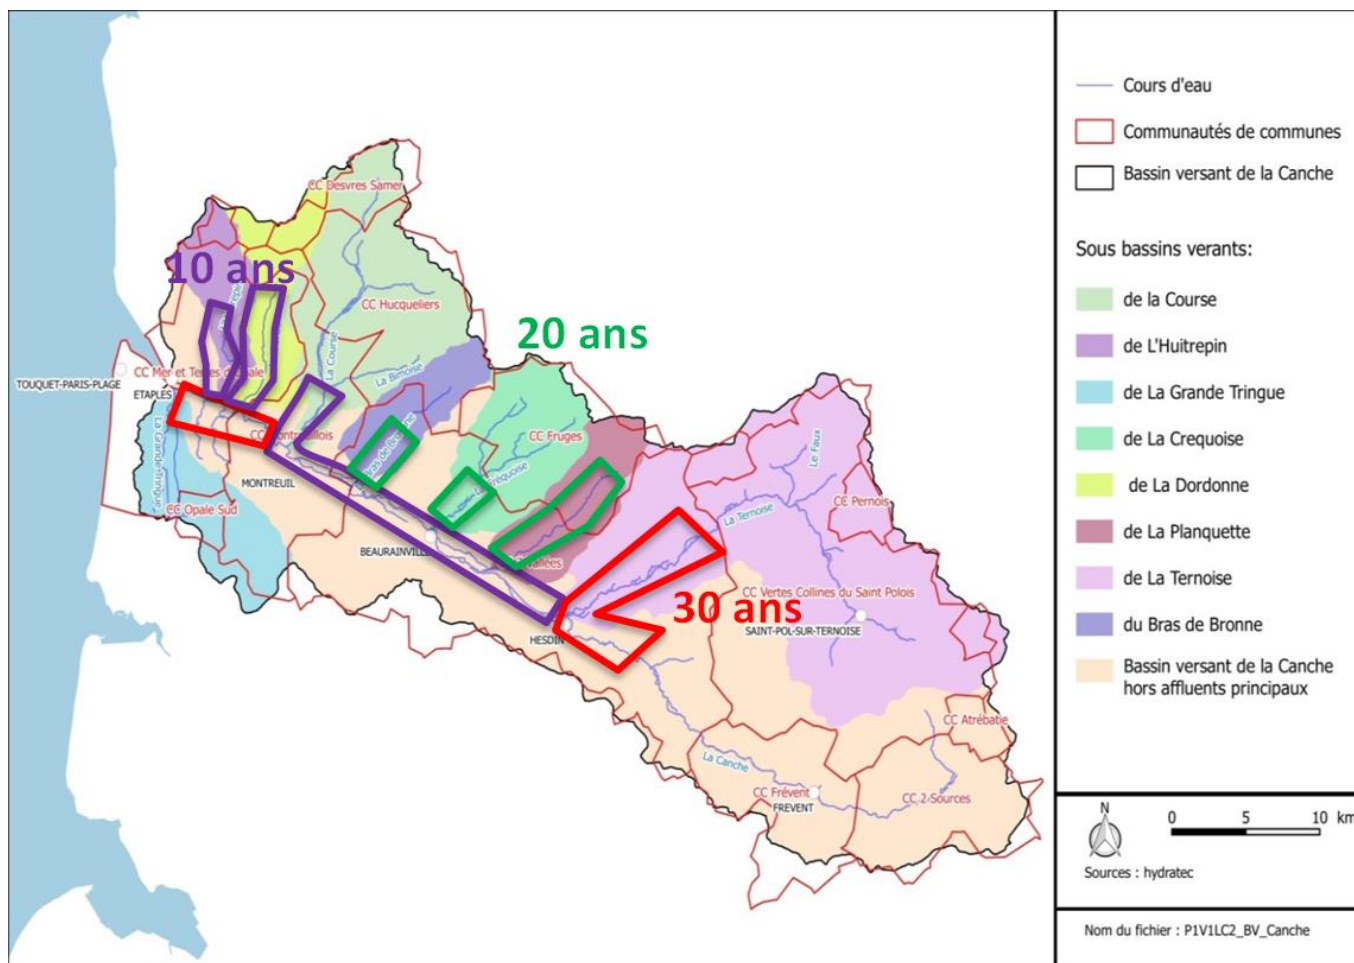 CC Desvres Samer
10 ans
CC Hucqueliers
La Course
20 ans
La Bimoise
CC Mer et Terres d'Opale
TOUQUET-PARIS-PLAGE
ETAPLES
La Grande-Tringue
CC Montreuillois
Bras de Bronne
CC Fruges
La Créquoise
Le Faux
MONTREUIL
CC Opale Sud
CC Pernois
La Ternoise
BEAURAINVILLE
30 ans
CC Vertes Collines du Saint Polois
SAINT-POL-SUR-TERNOISE
HESDIN
CC Atrébatie
La Canche
CC Frévent
FREVENT
CC 2 Sources
Cours d'eau
Communautés de communes
Bassin versant de la Canche
Sous bassins verants:
de la Course
de L'Huitrepin
de La Grande Tringue
de La Crequoise
de La Dordonne
de La Planquette
de La Ternoise
du Bras de Bronne
Bassin versant de la Canche
hors affluents principaux
N
0 5 10 km
Sources : hydratec
Nom du fichier : P1V1LC2_BV_Canche